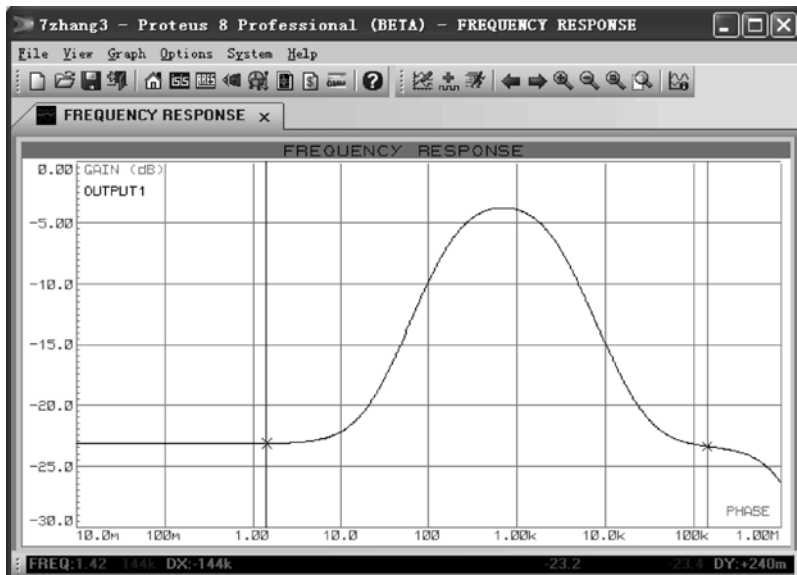 7zhang3 - Proteus 8 Professional (BETA) - FREQUENCY RESPONSE
File View Graph Options System Help
FREQUENCY RESPONSE x
FREQUENCY RESPONSE
0.00
GAIN (dB)
OUTPUT1
-5.00
-10.0
-15.0
-20.0
-25.0
-30.0
PHASE
10.0m 100m 1.00 10.0 100 1.00k 10.0k 100k 1.00M
FREQ:1.42 144k DX:-144k -23.2 -23.4 DY:+240m